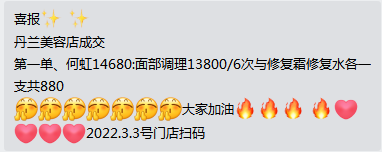 喜报✨ ✨
丹兰美容店成交
第一单、何虹14680:面部调理13800/6次与修复霜修复水各一
支共880
🤭🤭🤭🤭🤭🤭🤭大家加油🔥 🔥 🔥 🔥❤️
❤️❤️❤️2022.3.3号门店扫码